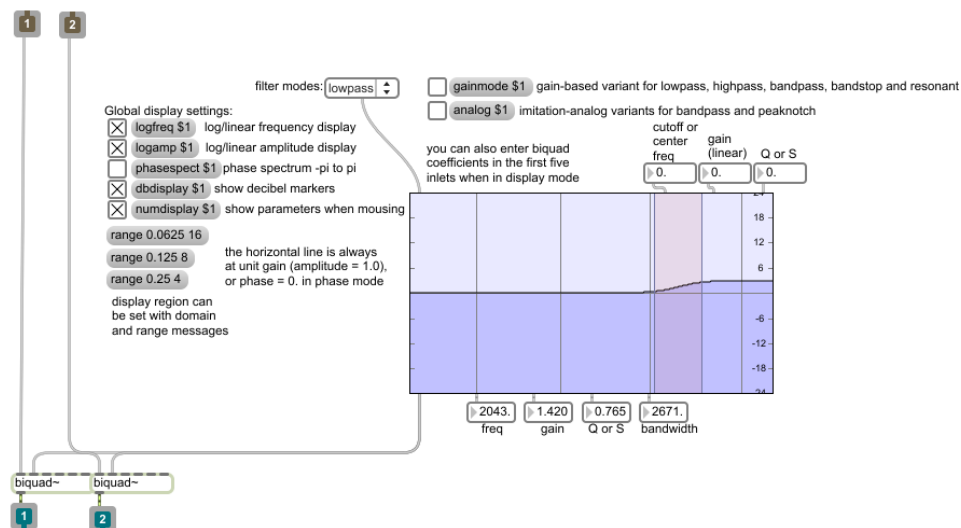 1
2
filter modes: lowpass
gainmode $1 gain-based variant for lowpass, highpass, bandpass, bandstop and resonant
analog $1 imitation-analog variants for bandpass and peaknotch
Global display settings:
logfreq $1 log/linear frequency display
logamp $1 log/linear amplitude display
phasespect $1 phase spectrum -pi to pi
dbdisplay $1 show decibel markers
numdisplay $1 show parameters when mousing
range 0.0625 16
range 0.125 8
range 0.25 4
the horizontal line is always
at unit gain (amplitude = 1.0),
or phase = 0. in phase mode
display region can
be set with domain
and range messages
you can also enter biquad
coefficients in the first five
inlets when in display mode
cutoff or
center
freq
gain
(linear)
Q or S
0.
0.
0.
24
18
12
6
-6
-12
-18
-24
2043.
1.420
0.765
2671.
freq
gain
Q or S
bandwidth
biquad~
biquad~
1
2